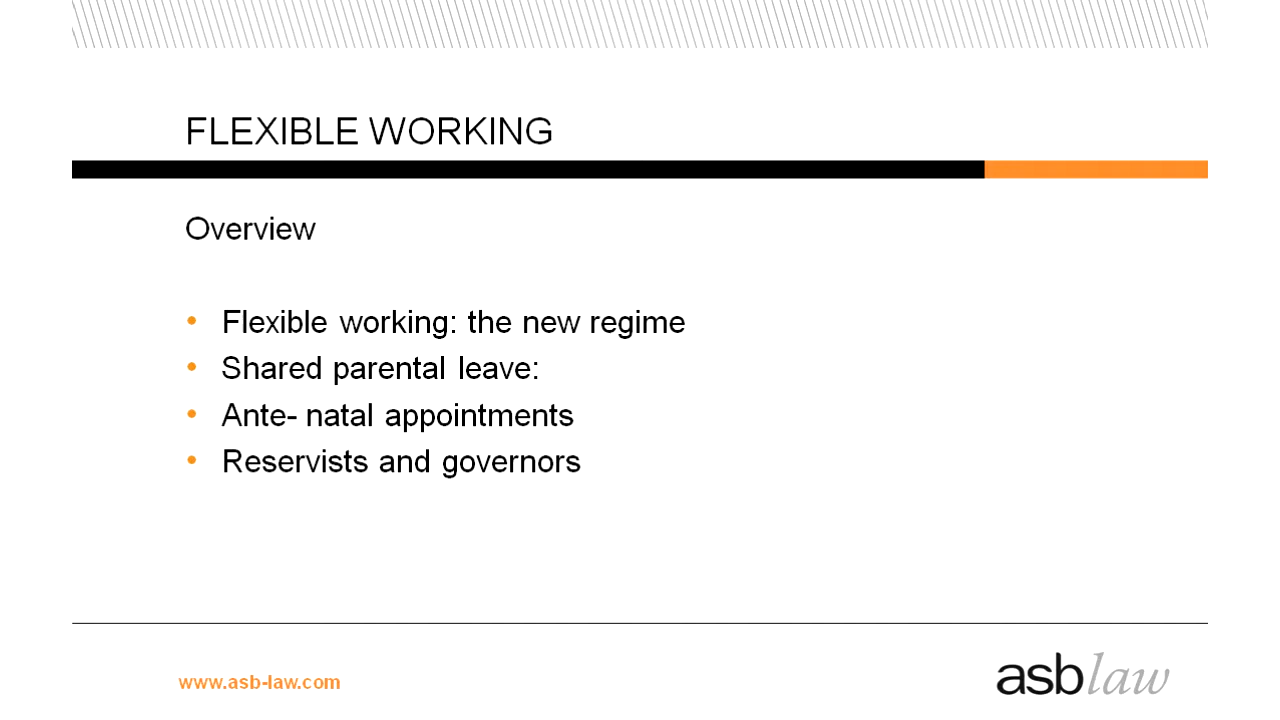 FLEXIBLE WORKING
Overview
• Flexible working: the new regime
• Shared parental leave:
• Ante- natal appointments
• Reservists and governors
www.asb-law.com
asblaw